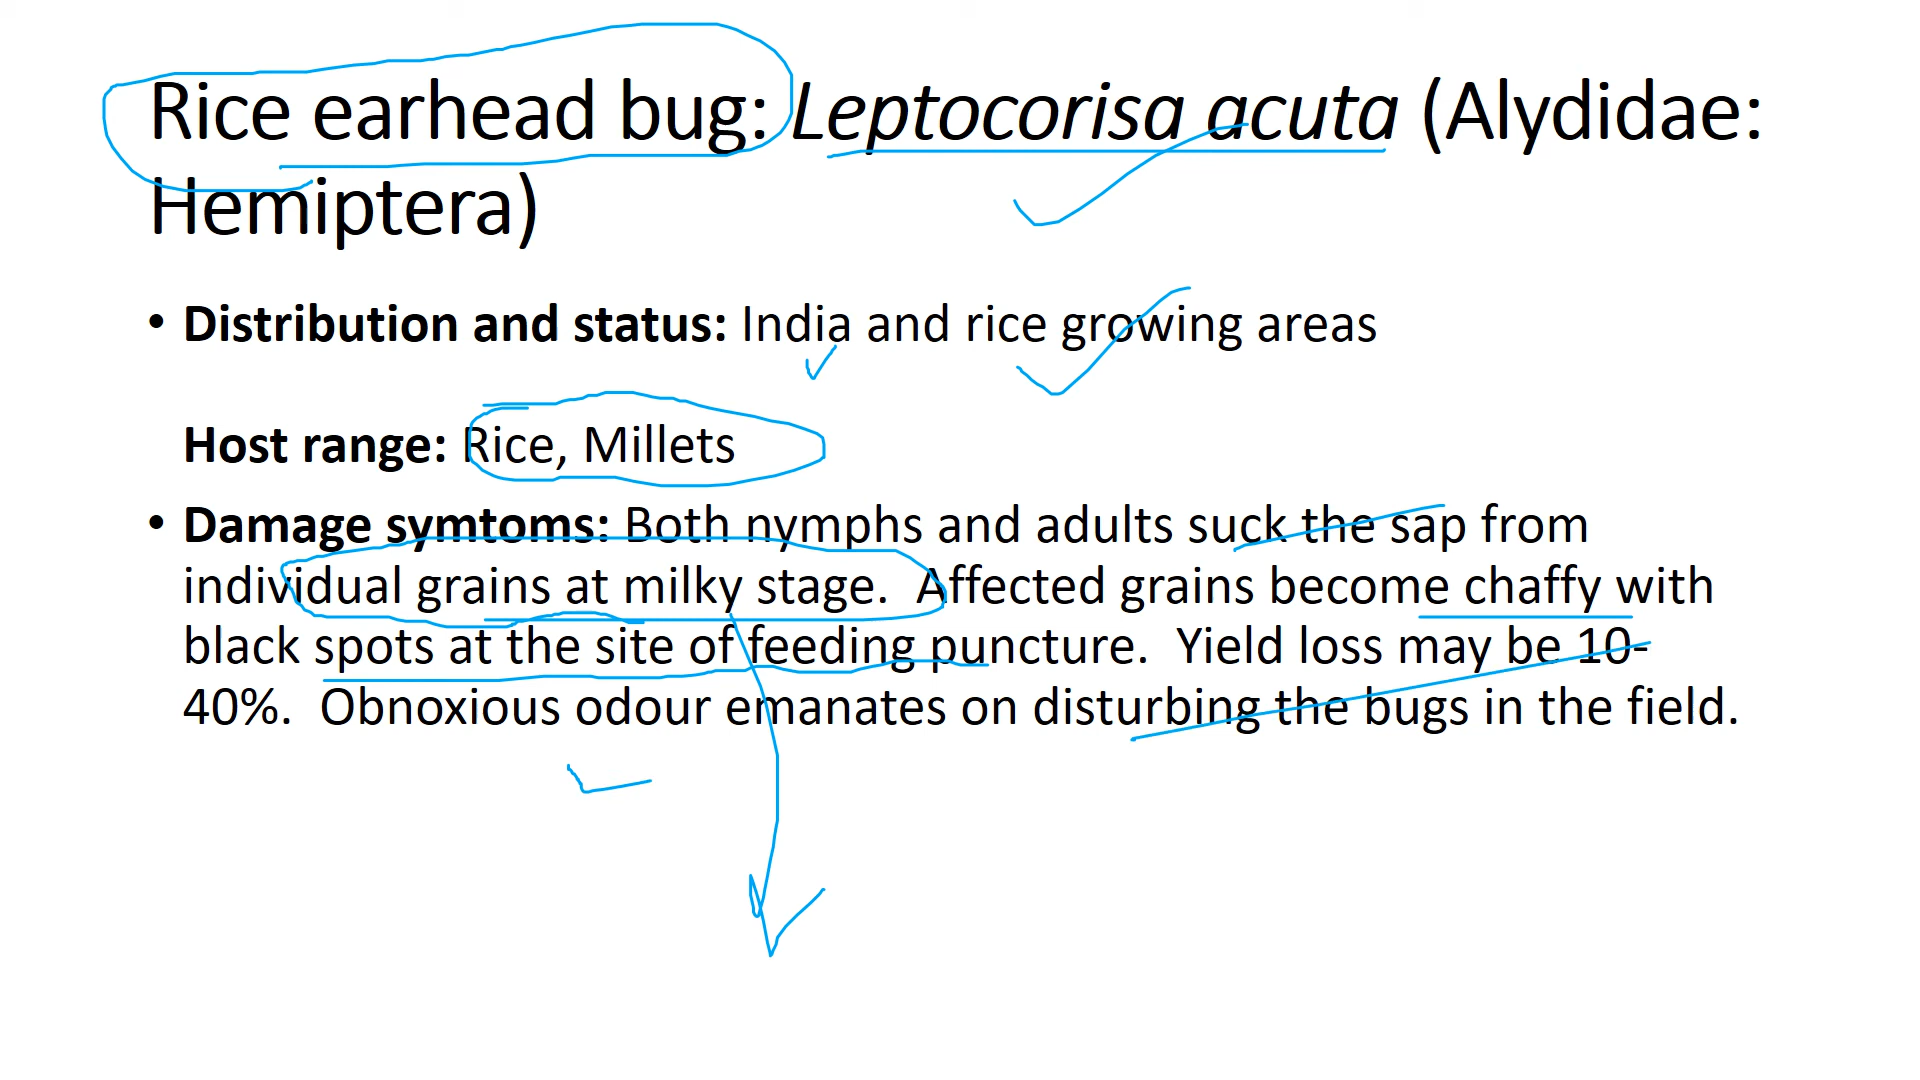 Rice earhead bug: Leptocorisa acuta (Alydidae:
Hemiptera)
• Distribution and status: India and rice growing areas
Host range: Rice, Millets
• Damage symtoms: Both nymphs and adults suck the sap from
individual grains at milky stage.  Affected grains become chaffy with
black spots at the site of feeding puncture.  Yield loss may be 10-
40%.  Obnoxious odour emanates on disturbing the bugs in the field.